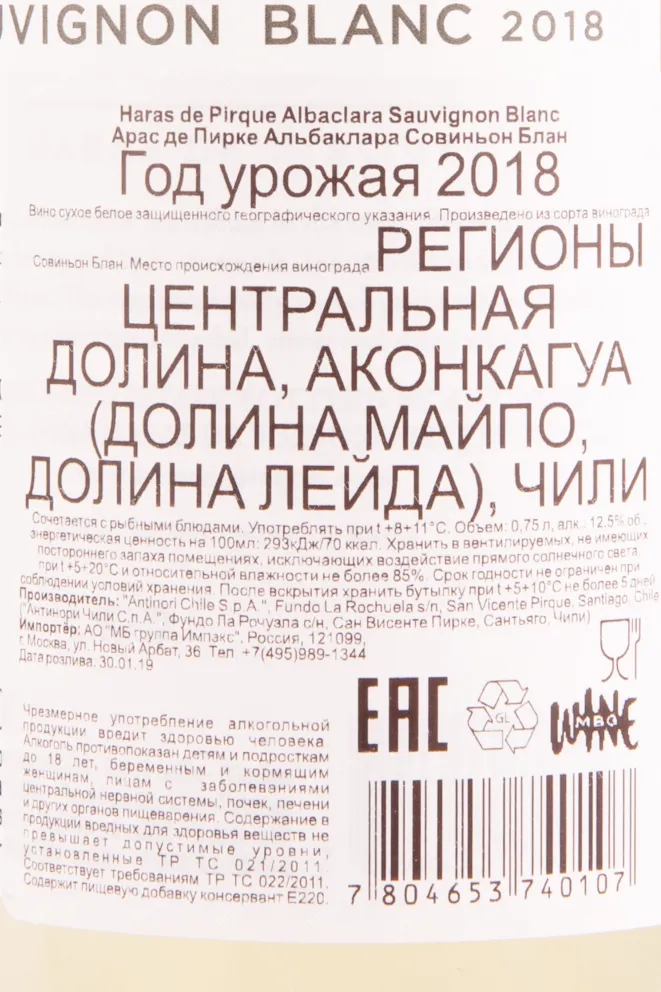 UVIGNON BLANC 2018
Haras de Pirque Albaclara Sauvignon Blanc
Арас де Пирке Альбаклара Совиньон Блан
Год урожая 2018
Вино сухое белое защищенного географического указания. Произведено из сорта винограда
Совиньон Блан. Место происхождения винограда РЕГИОНЫ
ЦЕНТРАЛЬНАЯ
ДОЛИНА, АКОНКАГУА
(ДОЛИНА МАЙПО,
ДОЛИНА ЛЕЙДА), ЧИЛИ
Сочетается с рыбными блюдами. Употреблять при t +8+11°C. Объем: 0,75 л, алк.: 12.5% об.,
энергетическая ценность на 100мл: 293кДж/70 ккал. Хранить в вентилируемых, не имеющих
постороннего запаха помещениях, исключающих воздействие прямого солнечного света,
при t +5+20°C и относительной влажности не более 85%. Срок годности не ограничен при
соблюдении условий хранения. После вскрытия хранить бутылку при t +5+10°C не более 5 дней
Производитель: "Antinori Chile S.p.A.", Fundo La Rochuela s/n, San Vicente Pirque, Santiago, Chile
("Антинори Чили С.п.А.", Фундо Ла Рочуэла с/н, Сан Висенте Пирке, Сантьяго, Чили)
Импортёр: АО "МБ группа Импэкс", Россия, 121099,
г. Москва, ул. Новый Арбат, 36 Тел +7(495)989-1344
Дата розлива: 30.01.19
EAC
GL
WINE
MBG
Чрезмерное употребление алкогольной
продукции вредит здоровью человека
Алкоголь противопоказан детям и подросткам
до 18 лет, беременным и кормящим
женщинам, лицам с заболеваниями
центральной нервной системы, почек, печени
и других органов пищеварения. Содержание в
продукции вредных для здоровья веществ не
превышает допустимые уровни,
установленные ТР ТС 021/2011.
Соответствует требованиям ТР ТС 022/2011.
Содержит пищевую добавку консервант Е220.
7 804653 740107